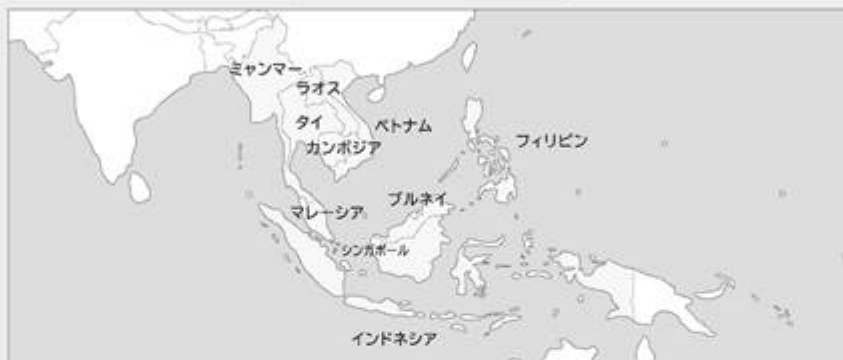 ミャンマー
ラオス
タイ
ベトナム
フィリピン
カンボジア
ブルネイ
マレーシア
シンガポール
インドネシア